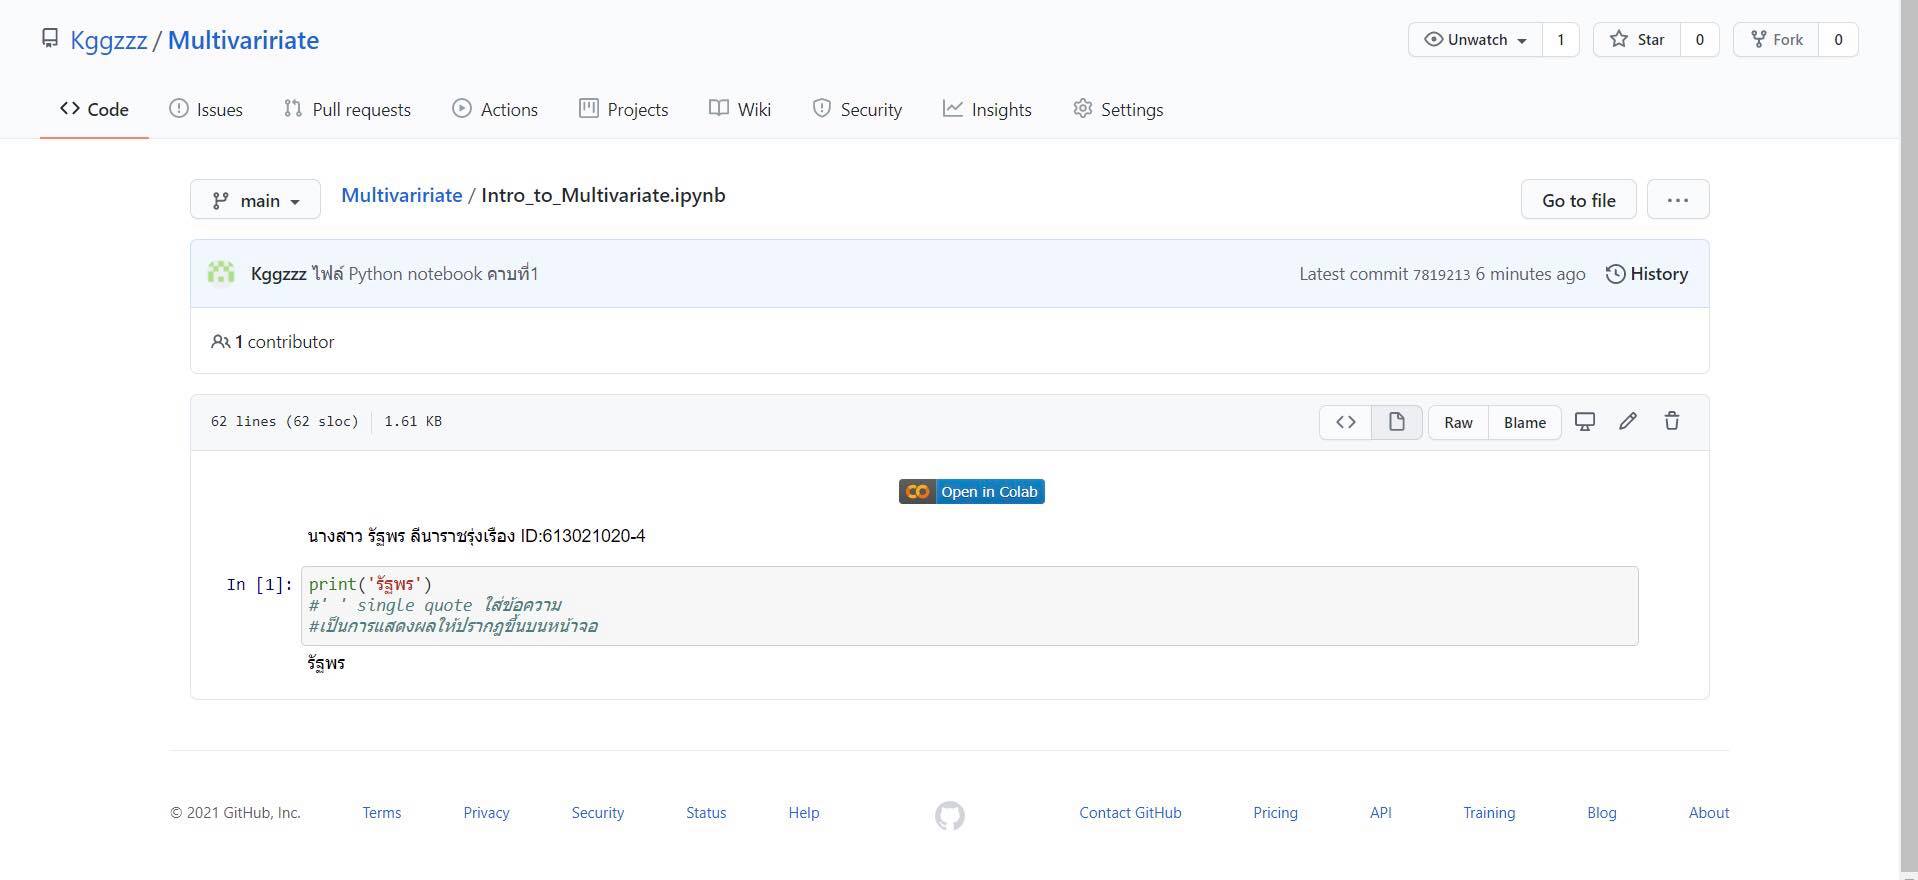 Kggzzz / Multivaririate
Unwatch 1 Star 0 Fork 0
Code Issues Pull requests Actions Projects Wiki Security Insights Settings
main Multivaririate / Intro_to_Multivariate.ipynb Go to file ...
Kggzzz ไฟล์ Python notebook คาบที่1 Latest commit 7819213 6 minutes ago History
1 contributor
62 lines (62 sloc) 1.61 KB <> Raw Blame
CO Open in Colab
นางสาว รัฐพร ลีนาราชรุ่งเรือง ID:613021020-4
In [1]: print('รัฐพร')
#' ' single quote ใส่ข้อความ
#เป็นการแสดงผลให้ปรากฏขึ้นบนหน้าจอ
รัฐพร
© 2021 GitHub, Inc. Terms Privacy Security Status Help Contact GitHub Pricing API Training Blog About